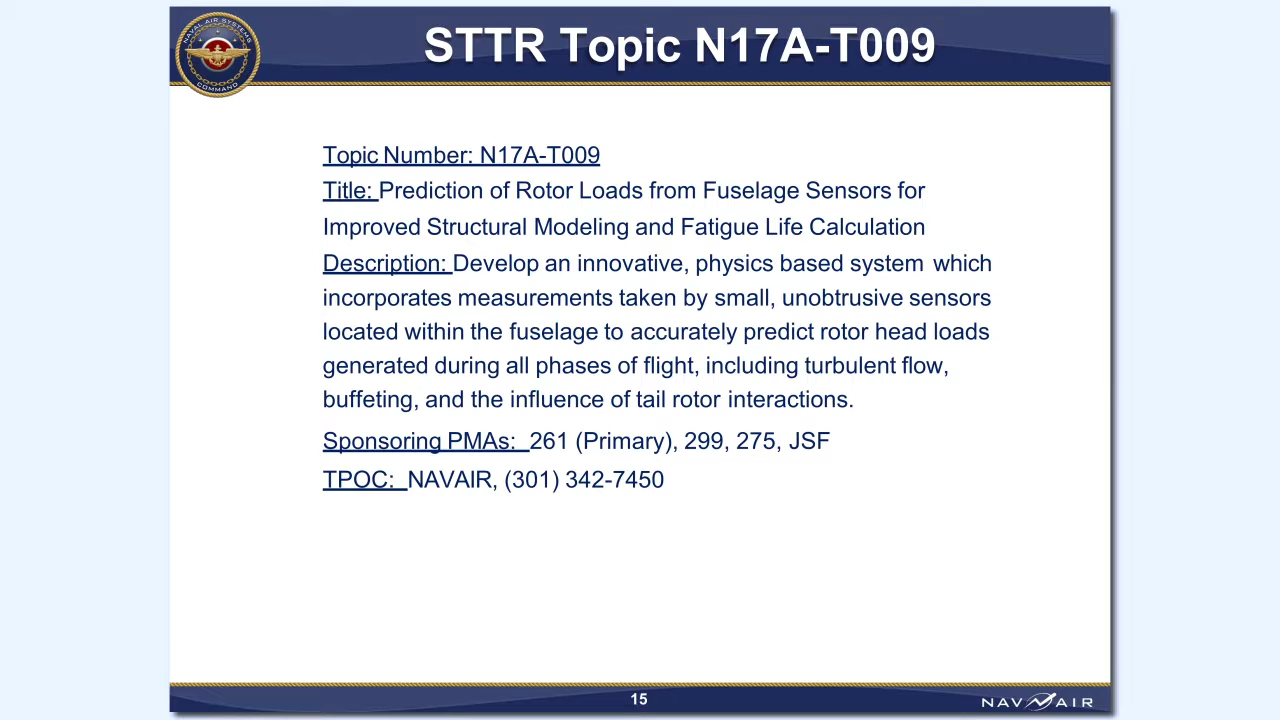 NAVAL AIR SYSTEMS
COMMAND
STTR Topic N17A-T009
Topic Number: N17A-T009
Title: Prediction of Rotor Loads from Fuselage Sensors for
Improved Structural Modeling and Fatigue Life Calculation
Description: Develop an innovative, physics based system which
incorporates measurements taken by small, unobtrusive sensors
located within the fuselage to accurately predict rotor head loads
generated during all phases of flight, including turbulent flow,
buffeting, and the influence of tail rotor interactions.
Sponsoring PMAs: 261 (Primary), 299, 275, JSF
TPOC: NAVAIR, (301) 342-7450
15
NAVAIR